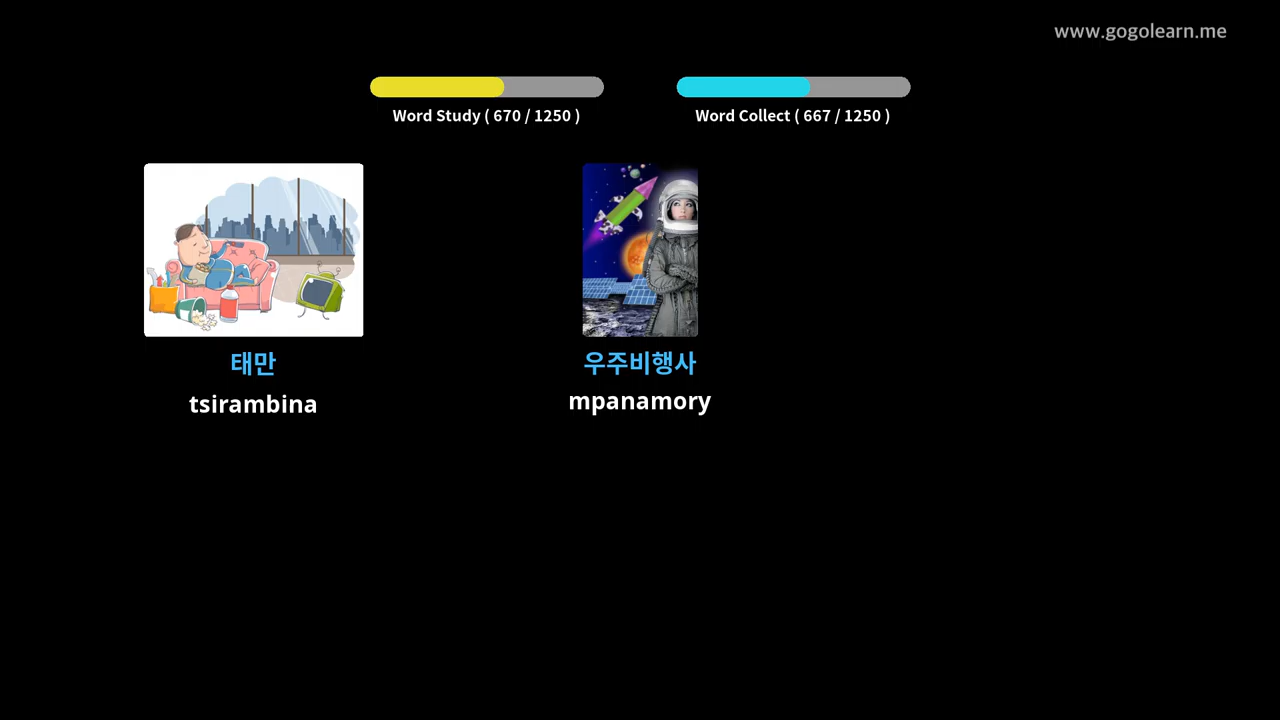 www.gogolearn.me
Word Study ( 670 / 1250 )
Word Collect ( 667 / 1250 )
태만
우주비행사
tsirambina
mpanamory